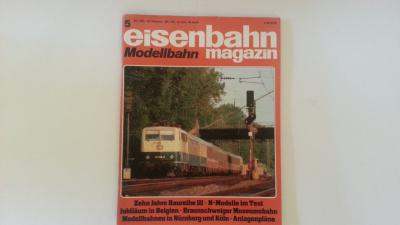 5
eisenbahn
Modellbahn magazin
Zehn Jahre Baureihe 111 · N-Modelle im Test
Jubiläum in Belgien · Braunschweiger Museumsbahn
Modellbahnen in Nürnberg und Köln · Anlagenpläne